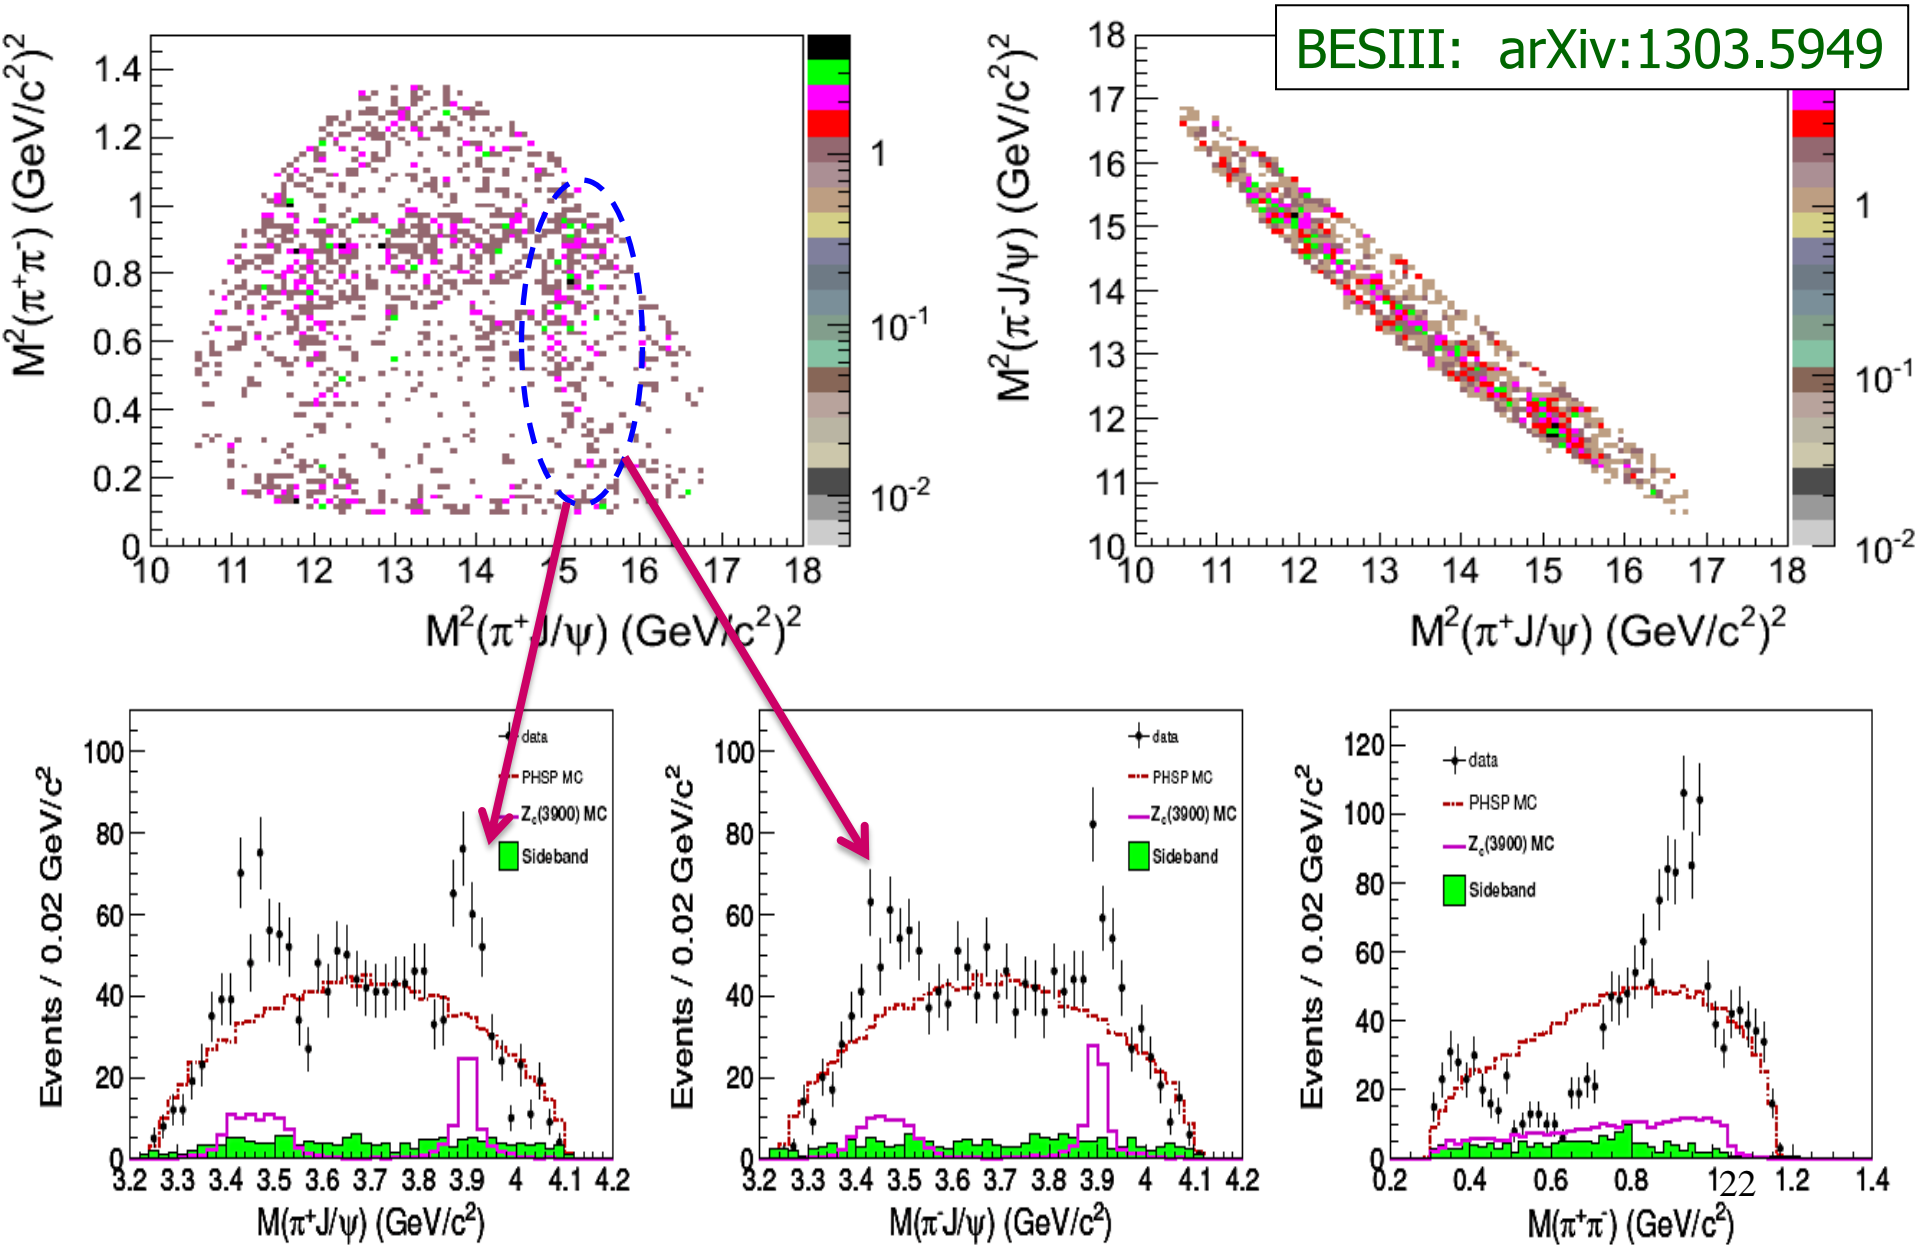 BESIII: arXiv:1303.5949
M²(π⁺π⁻) (GeV/c²)²
1.4
1.2
1
0.8
0.6
0.4
0.2
0
10 11 12 13 14 15 16 17 18
M²(π⁺J/ψ) (GeV/c²)²
1
10⁻¹
10⁻²
M²(π⁻J/ψ) (GeV/c²)²
18
17
16
15
14
13
12
11
10
10 11 12 13 14 15 16 17 18
M²(π⁺J/ψ) (GeV/c²)²
1
10⁻¹
10⁻²
Events / 0.02 GeV/c²
100
80
60
40
20
0
3.2 3.3 3.4 3.5 3.6 3.7 3.8 3.9 4 4.1 4.2
M(π⁺J/ψ) (GeV/c²)
data
PHSP MC
Z_c(3900) MC
Sideband
Events / 0.02 GeV/c²
100
80
60
40
20
0
3.2 3.3 3.4 3.5 3.6 3.7 3.8 3.9 4 4.1 4.2
M(π⁻J/ψ) (GeV/c²)
data
PHSP MC
Z_c(3900) MC
Sideband
Events / 0.02 GeV/c²
120
100
80
60
40
20
0
0.2 0.4 0.6 0.8 1.2 1.4
M(π⁺π⁻) (GeV/c²)
data
PHSP MC
Z_c(3900) MC
Sideband
22